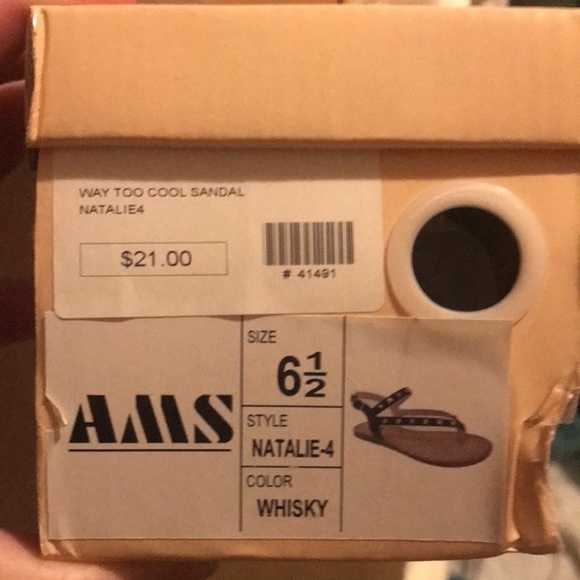 WAY TOO COOL SANDAL
NATALIE4
$21.00
# 41491
AMS
SIZE
6½
STYLE
NATALIE-4
COLOR
WHISKY